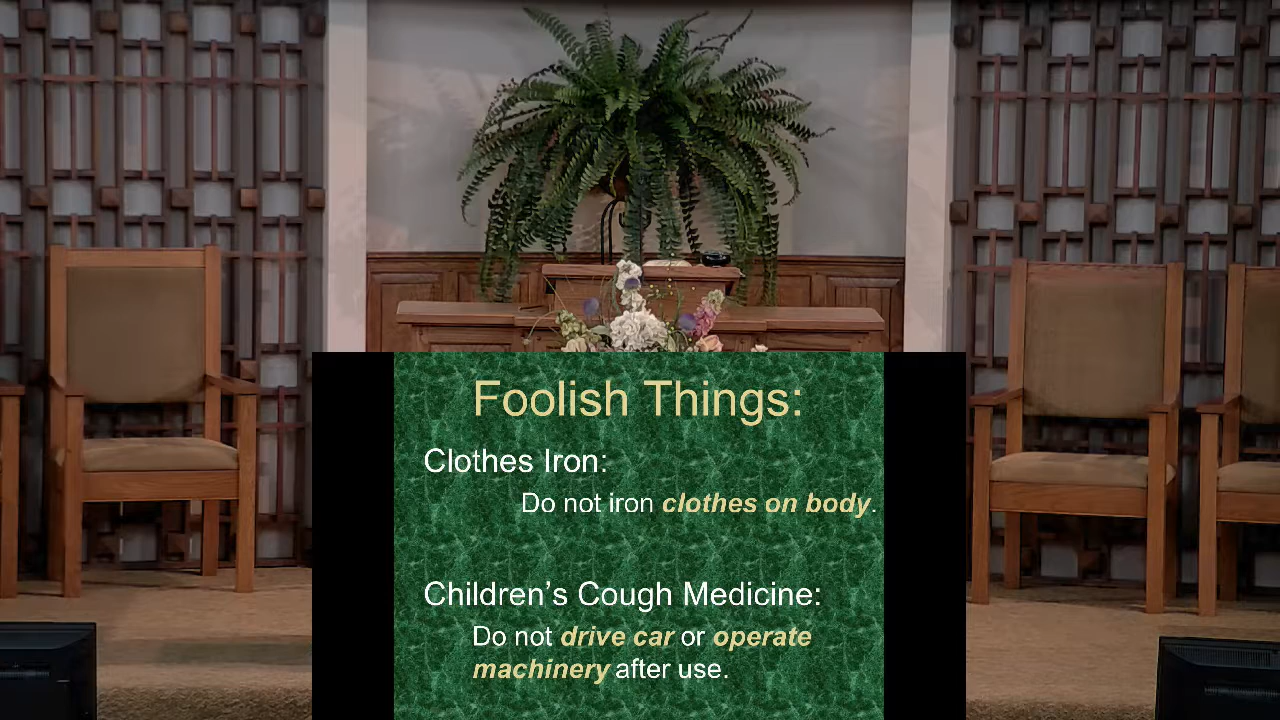 Foolish Things:
Clothes Iron:
Do not iron clothes on body.
Children’s Cough Medicine:
Do not drive car or operate
machinery after use.